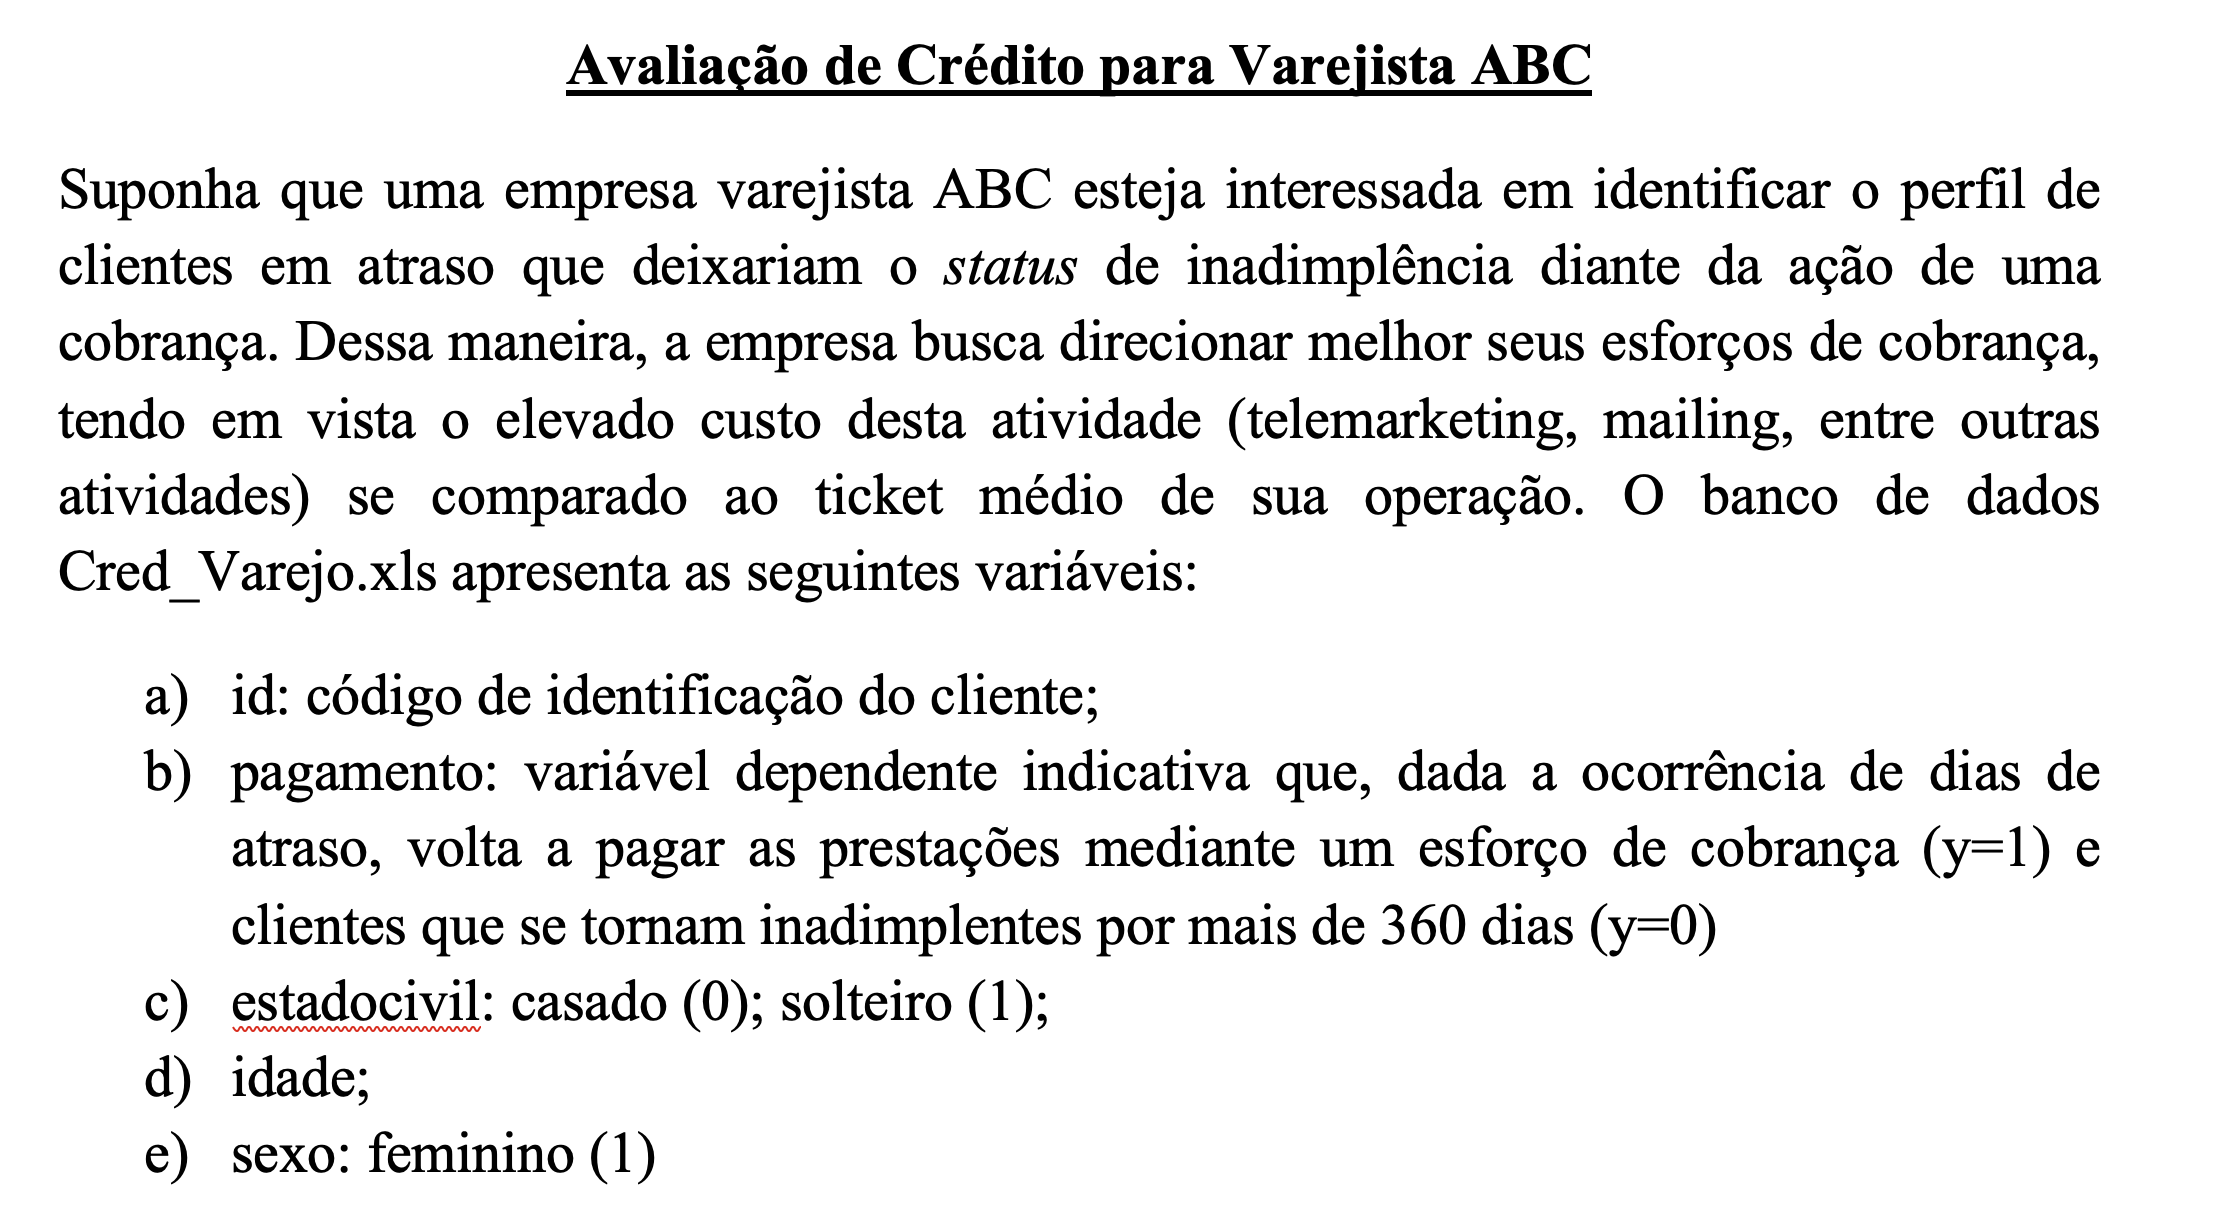 Avaliação de Crédito para Varejista ABC
Suponha que uma empresa varejista ABC esteja interessada em identificar o perfil de
clientes em atraso que deixariam o status de inadimplência diante da ação de uma
cobrança. Dessa maneira, a empresa busca direcionar melhor seus esforços de cobrança,
tendo em vista o elevado custo desta atividade (telemarketing, mailing, entre outras
atividades) se comparado ao ticket médio de sua operação. O banco de dados
Cred_Varejo.xls apresenta as seguintes variáveis:
a) id: código de identificação do cliente;
b) pagamento: variável dependente indicativa que, dada a ocorrência de dias de
atraso, volta a pagar as prestações mediante um esforço de cobrança (y=1) e
clientes que se tornam inadimplentes por mais de 360 dias (y=0)
c) estadocivil: casado (0); solteiro (1);
d) idade;
e) sexo: feminino (1)